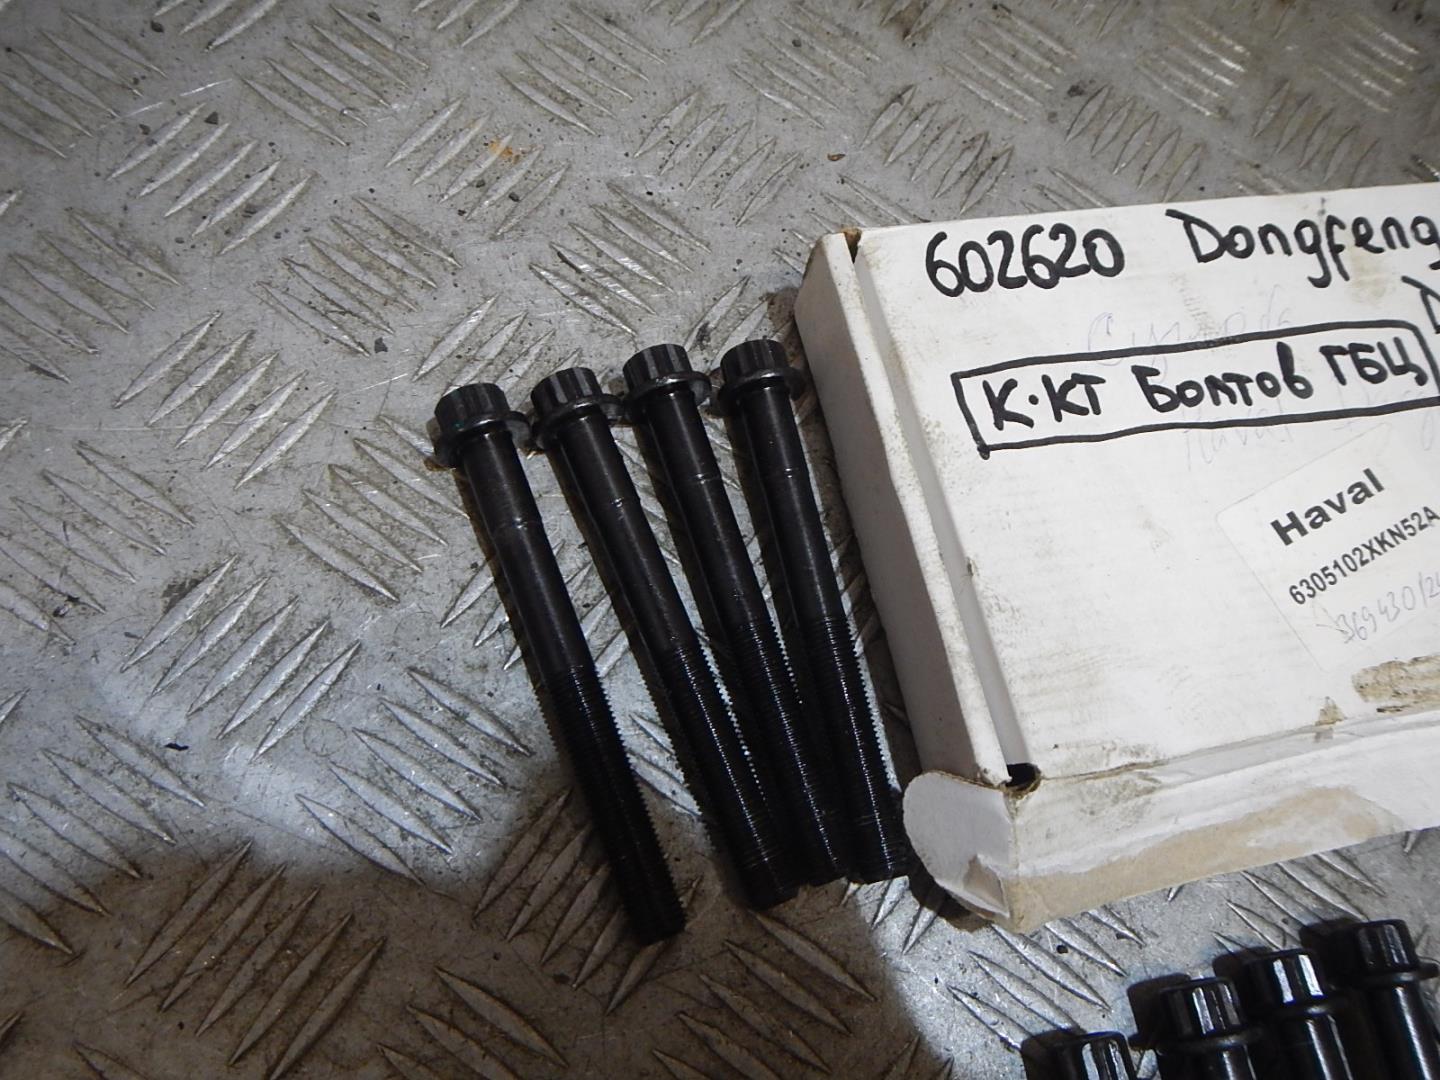 602620 Dongfeng
К-КТ Болтов ГБЦ
Haval
6305102XKN52A